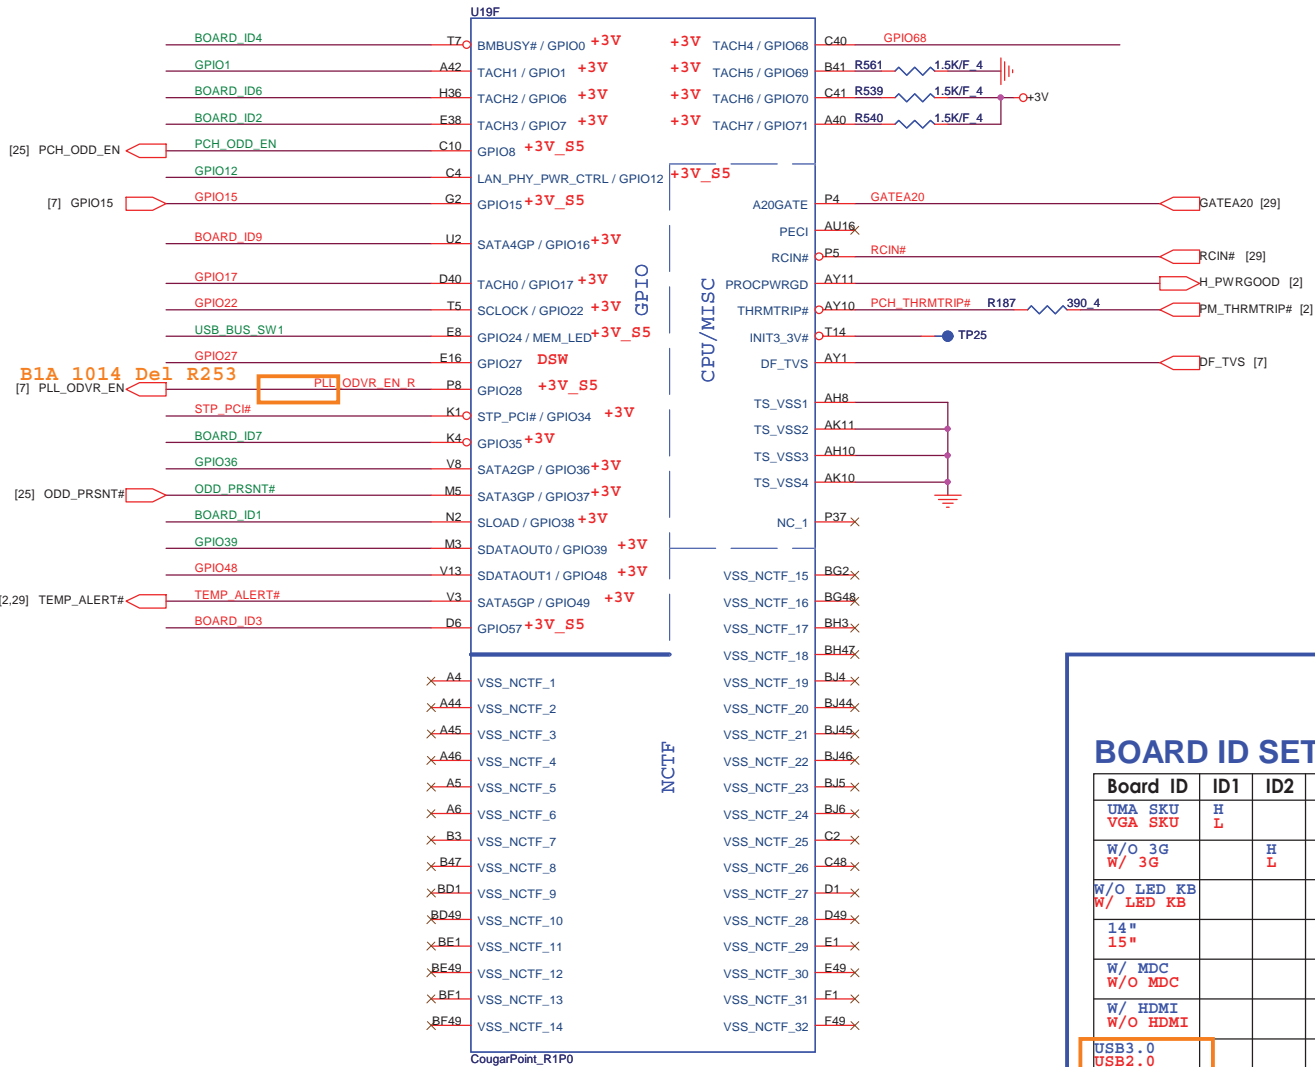 U19F
BOARD_ID4 T7 BMBUSY# / GPIO0 +3V +3V TACH4 / GPIO68 C40 GPIO68
GPIO1 A42 TACH1 / GPIO1 +3V +3V TACH5 / GPIO69 B41 R561 1.5K/F_4
BOARD_ID6 H36 TACH2 / GPIO6 +3V +3V TACH6 / GPIO70 C41 R539 1.5K/F_4 +3V
BOARD_ID2 E38 TACH3 / GPIO7 +3V +3V TACH7 / GPIO71 A40 R540 1.5K/F_4
[25] PCH_ODD_EN PCH_ODD_EN C10 GPIO8 +3V_S5
GPIO12 C4 LAN_PHY_PWR_CTRL / GPIO12 +3V_S5
[7] GPIO15 GPIO15 G2 GPIO15 +3V_S5 A20GATE P4 GATEA20 GATEA20 [29]
PECI AU16
BOARD_ID9 U2 SATA4GP / GPIO16 +3V RCIN# P5 RCIN# RCIN# [29]
GPIO
CPU/MISC
GPIO17 D40 TACH0 / GPIO17 +3V PROCPWRGD AY11 H_PWRGOOD [2]
GPIO22 T5 SCLOCK / GPIO22 +3V THRMTRIP# AY10 PCH_THRMTRIP# R187 390_4 PM_THRMTRIP# [2]
USB_BUS_SW1 E8 GPIO24 / MEM_LED +3V_S5 INIT3_3V# T14 TP25
GPIO27 E16 GPIO27 DSW DF_TVS AY1 DF_TVS [7]
B1A 1014 Del R253
[7] PLL_ODVR_EN PLL_ODVR_EN_R P8 GPIO28 +3V_S5
STP_PCI# K1 STP_PCI# / GPIO34 +3V TS_VSS1 AH8
BOARD_ID7 K4 GPIO35 +3V TS_VSS2 AK11
GPIO36 V8 SATA2GP / GPIO36 +3V TS_VSS3 AH10
[25] ODD_PRSNT# ODD_PRSNT# M5 SATA3GP / GPIO37 +3V TS_VSS4 AK10
BOARD_ID1 N2 SLOAD / GPIO38 +3V NC_1 P37
GPIO39 M3 SDATAOUT0 / GPIO39 +3V
GPIO48 V13 SDATAOUT1 / GPIO48 +3V VSS_NCTF_15 BG2
[2,29] TEMP_ALERT# TEMP_ALERT# V3 SATA5GP / GPIO49 +3V VSS_NCTF_16 BG48
BOARD_ID3 D6 GPIO57 +3V_S5 VSS_NCTF_17 BH3
VSS_NCTF_18 BH47
A4 VSS_NCTF_1 VSS_NCTF_19 BJ4
A44 VSS_NCTF_2 VSS_NCTF_20 BJ44
A45 VSS_NCTF_3 VSS_NCTF_21 BJ45
A46 VSS_NCTF_4 VSS_NCTF_22 BJ46
NCTF
A5 VSS_NCTF_5 VSS_NCTF_23 BJ5
A6 VSS_NCTF_6 VSS_NCTF_24 BJ6
B3 VSS_NCTF_7 VSS_NCTF_25 C2
B47 VSS_NCTF_8 VSS_NCTF_26 C48
BD1 VSS_NCTF_9 VSS_NCTF_27 D1
BD49 VSS_NCTF_10 VSS_NCTF_28 D49
BE1 VSS_NCTF_11 VSS_NCTF_29 E1
BE49 VSS_NCTF_12 VSS_NCTF_30 E49
BF1 VSS_NCTF_13 VSS_NCTF_31 F1
BF49 VSS_NCTF_14 VSS_NCTF_32 F49
CougarPoint_R1P0
BOARD ID SET
Board ID ID1 ID2
UMA SKU H
VGA SKU L
W/O 3G H
W/ 3G L
W/O LED KB
W/ LED KB
14"
15"
W/ MDC
W/O MDC
W/ HDMI
W/O HDMI
USB3.0
USB2.0